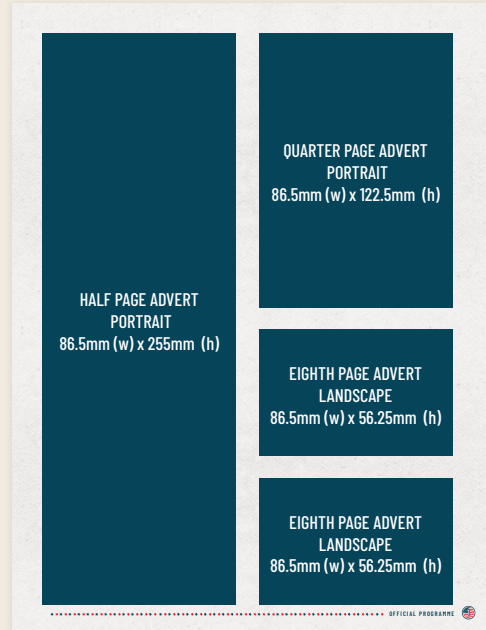 HALF PAGE ADVERT
PORTRAIT
86.5mm (w) x 255mm (h)
QUARTER PAGE ADVERT
PORTRAIT
86.5mm (w) x 122.5mm (h)
EIGHTH PAGE ADVERT
LANDSCAPE
86.5mm (w) x 56.25mm (h)
EIGHTH PAGE ADVERT
LANDSCAPE
86.5mm (w) x 56.25mm (h)
OFFICIAL PROGRAMME